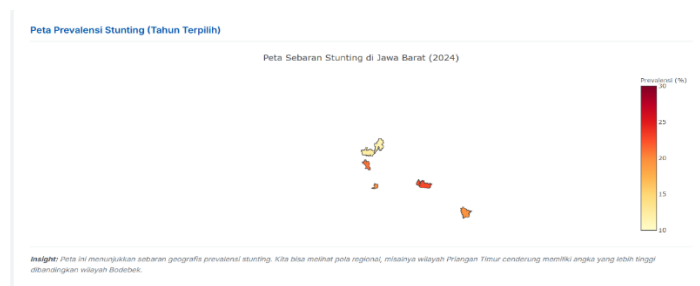 Peta Prevalensi Stunting (Tahun Terpilih)
Peta Sebaran Stunting di Jawa Barat (2024)
Prevalensi (%)
30
25
20
15
10
Insight: Peta ini menunjukkan sebaran geografis prevalensi stunting. Kita bisa melihat pola regional, misalnya wilayah Priangan Timur cenderung memiliki angka yang lebih tinggi
dibandingkan wilayah Bodebek.